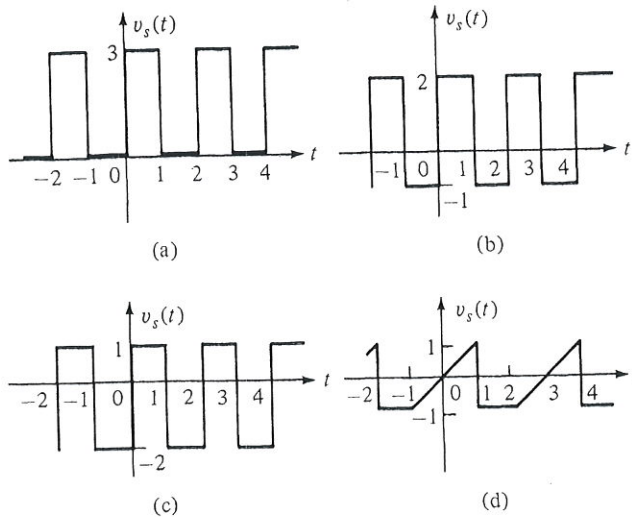 v_s(t)
3
−2 −1 0 1 2 3 4 t
(a)
v_s(t)
2
−1 0 1 2 3 4 t
−1
(b)
v_s(t)
1
−2 −1 0 1 2 3 4 t
−2
(c)
v_s(t)
1
−2 −1 0 1 2 3 4 t
−1
(d)